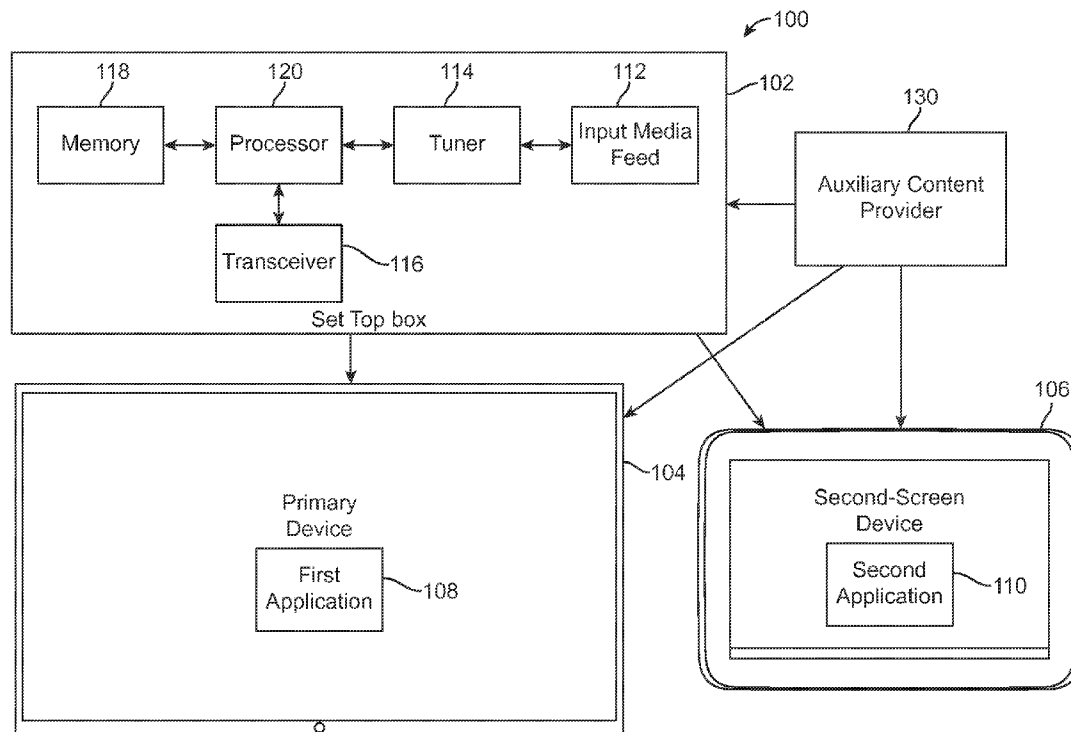 100
118
120
114
112
102
130
Memory
Processor
Tuner
Input Media
Feed
Auxiliary Content
Provider
Transceiver
116
Set Top box
106
104
Primary
Device
First
Application
108
Second-Screen
Device
Second
Application
110